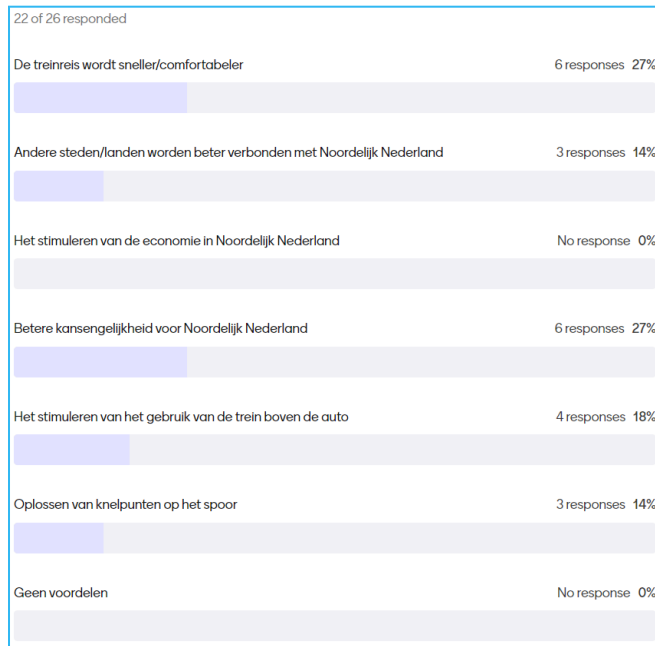 22 of 26 responded
De treinreis wordt sneller/comfortabeler 6 responses 27%
Andere steden/landen worden beter verbonden met Noordelijk Nederland 3 responses 14%
Het stimuleren van de economie in Noordelijk Nederland No response 0%
Betere kansengelijkheid voor Noordelijk Nederland 6 responses 27%
Het stimuleren van het gebruik van de trein boven de auto 4 responses 18%
Oplossen van knelpunten op het spoor 3 responses 14%
Geen voordelen No response 0%